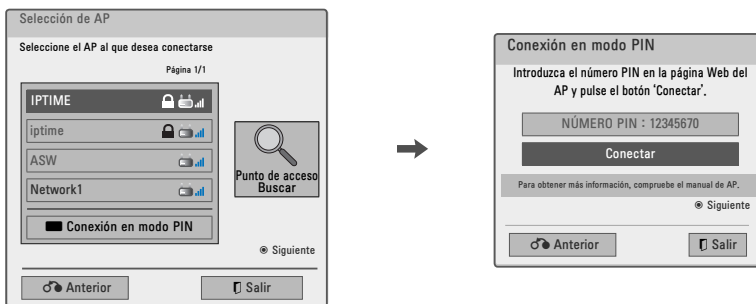 Selección de AP
Seleccione el AP al que desea conectarse
Página 1/1
IPTIME
iptime
ASW
Network1
Conexión en modo PIN
Punto de acceso
Buscar
Siguiente
Anterior
Salir
Conexión en modo PIN
Introduzca el número PIN en la página Web del
AP y pulse el botón ‘Conectar’.
NÚMERO PIN : 12345670
Conectar
Para obtener más información, compruebe el manual de AP.
Siguiente
Anterior
Salir